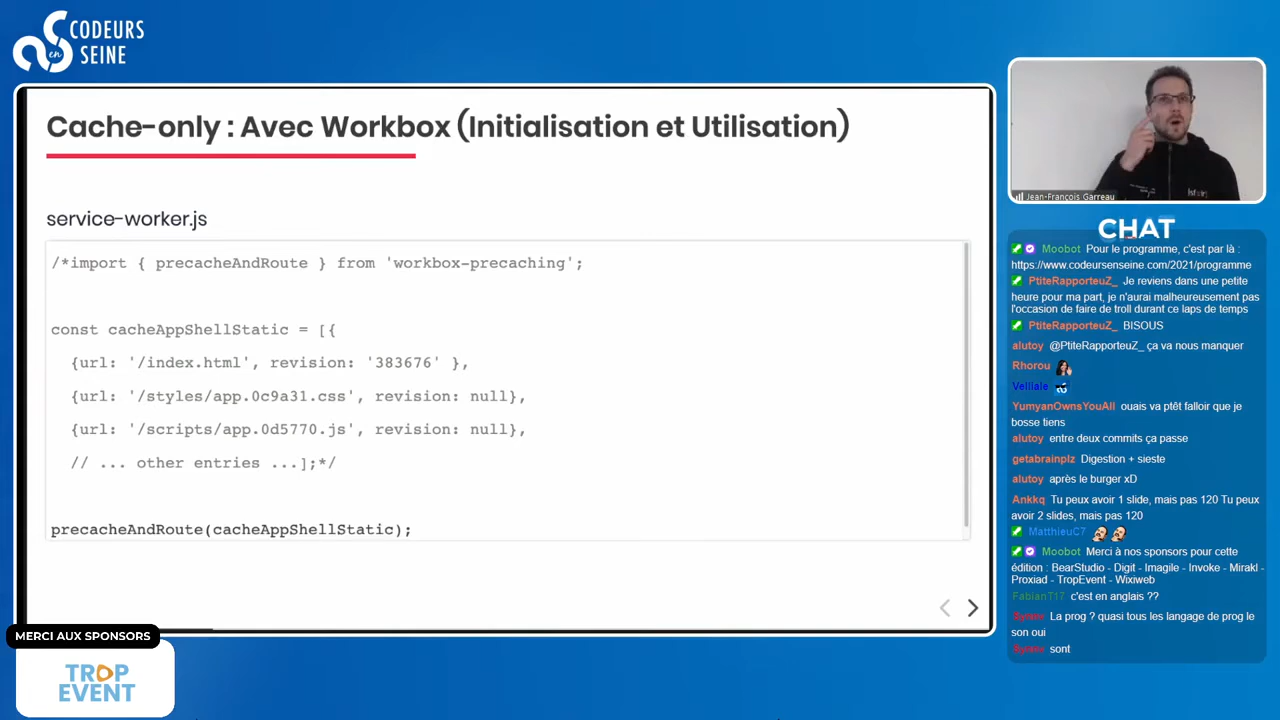 CODEURS
en
SEINE
Cache-only : Avec Workbox (Initialisation et Utilisation)
service-worker.js
/*import { precacheAndRoute } from 'workbox-precaching';
const cacheAppShellStatic = [{
{url: '/index.html', revision: '383676' },
{url: '/styles/app.0c9a31.css', revision: null},
{url: '/scripts/app.0d5770.js', revision: null},
// ... other entries ...];*/
precacheAndRoute(cacheAppShellStatic);
MERCI AUX SPONSORS
TROP
EVENT
Jean-François Garreau
CHAT
Moobot Pour le programme, c'est par là :
https://www.codeursenseine.com/2021/programme
PtiteRapporteuZ_ Je reviens dans une petite
heure pour ma part, je n'aurai malheureusement pas
l'occasion de faire de troll durant ce laps de temps
PtiteRapporteuZ_ BISOUS
alutoy @PtiteRapporteuZ_ ça va nous manquer
Rhorou
Velliale
YumyanOwnsYouAll ouais va ptêt falloir que je
bosse tiens
alutoy entre deux commits ça passe
getabrainplz Digestion + sieste
alutoy après le burger xD
Ankkq Tu peux avoir 1 slide, mais pas 120 Tu peux
avoir 2 slides, mais pas 120
MatthieuC7
Moobot Merci à nos sponsors pour cette
édition : BearStudio - Digit - Imagile - Invoke - Mirakl -
Proxiad - TropEvent - Wixiweb
FabianT17 c'est en anglais ??
La prog ? quasi tous les langage de prog le
son oui
sont